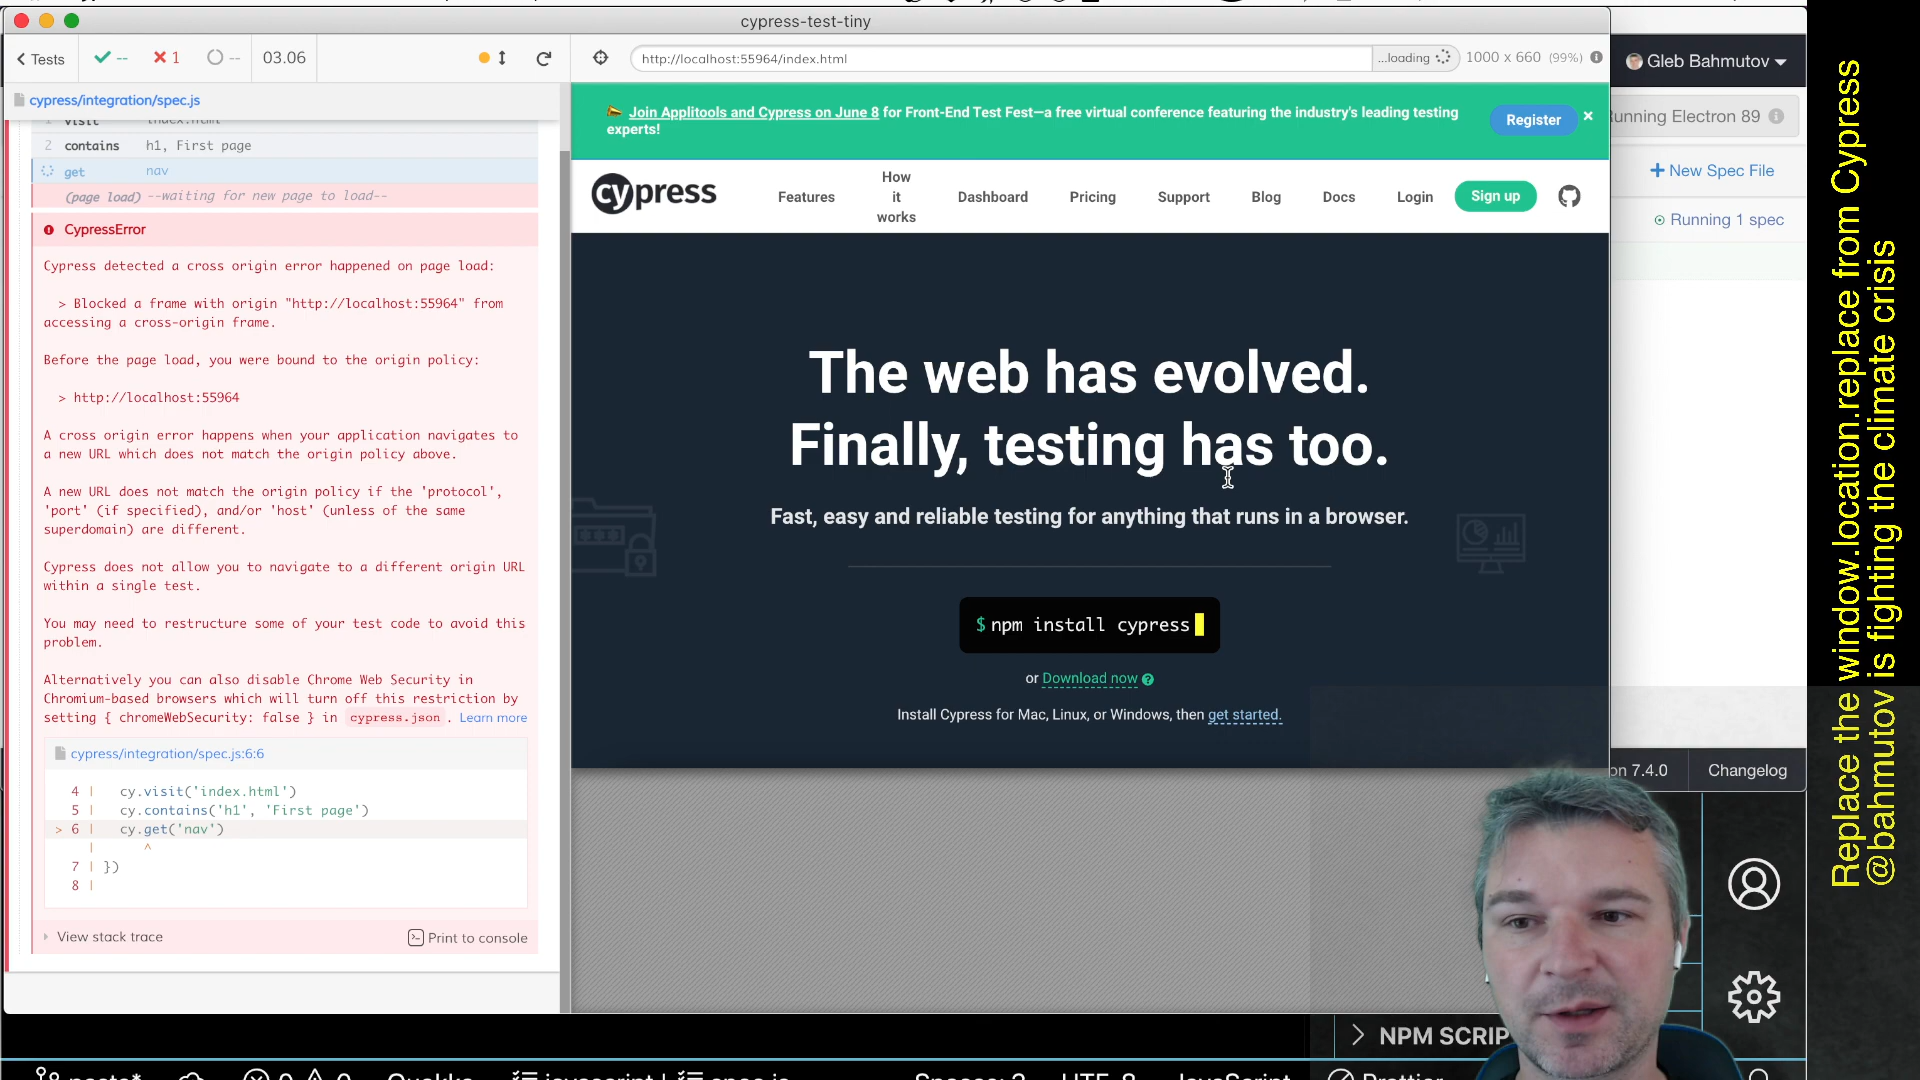 cypress-test-tiny
Tests
--
1
--
03.06
http://localhost:55964/index.html
...loading
1000 x 660 (99%)
Gleb Bahmutov
cypress/integration/spec.js
1 visit index.html
2 contains h1, First page
get nav
(page load) --waiting for new page to load--
CypressError
Cypress detected a cross origin error happened on page load:
> Blocked a frame with origin "http://localhost:55964" from
accessing a cross-origin frame.
Before the page load, you were bound to the origin policy:
> http://localhost:55964
A cross origin error happens when your application navigates to
a new URL which does not match the origin policy above.
A new URL does not match the origin policy if the 'protocol',
'port' (if specified), and/or 'host' (unless of the same
superdomain) are different.
Cypress does not allow you to navigate to a different origin URL
within a single test.
You may need to restructure some of your test code to avoid this
problem.
Alternatively you can also disable Chrome Web Security in
Chromium-based browsers which will turn off this restriction by
setting { chromeWebSecurity: false } in cypress.json. Learn more
cypress/integration/spec.js:6:6
4 | cy.visit('index.html')
5 | cy.contains('h1', 'First page')
> 6 | cy.get('nav')
| ^
7 | })
8 |
View stack trace
Print to console
Join Applitools and Cypress on June 8 for Front-End Test Fest—a free virtual conference featuring the industry's leading testing
experts!
Register
×
cypress
Features
How
it
works
Dashboard
Pricing
Support
Blog
Docs
Login
Sign up
The web has evolved.
Finally, testing has too.
Fast, easy and reliable testing for anything that runs in a browser.
$ npm install cypress
or Download now ?
Install Cypress for Mac, Linux, or Windows, then get started.
Electron 89
+ New Spec File
Running 1 spec
7.4.0
Changelog
NPM
UTF-8
JavaScript
Prettier
Replace the window.location.replace from Cypress
@bahmutov is fighting the climate crisis